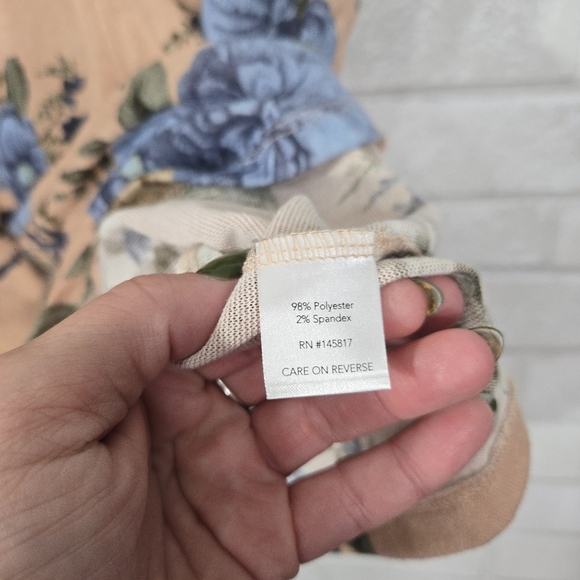 98% Polyester
2% Spandex
RN #145817
CARE ON REVERSE